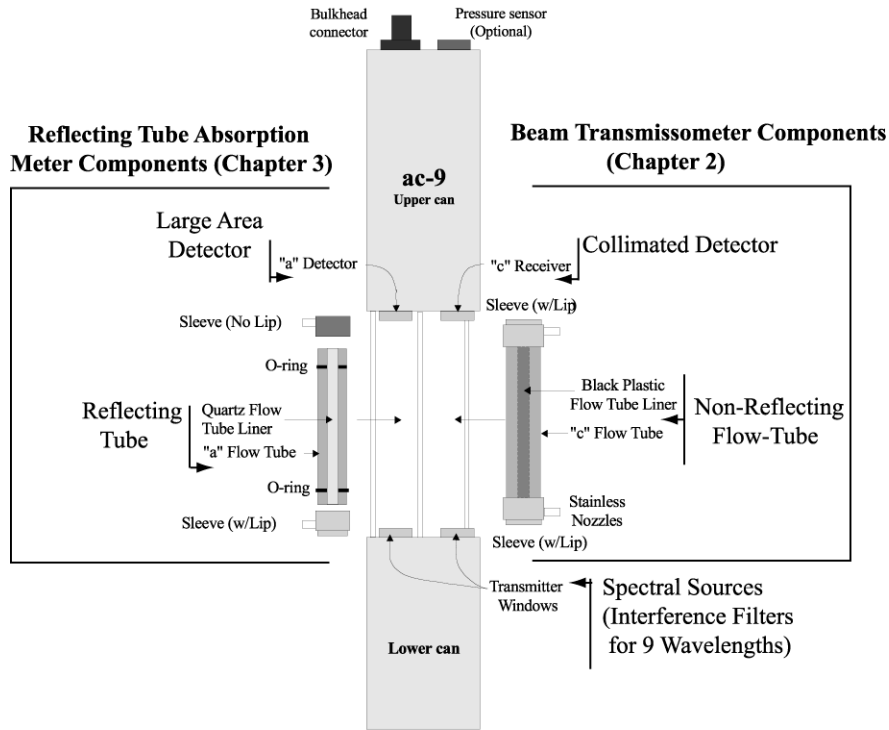 Bulkhead
connector
Pressure sensor
(Optional)
Reflecting Tube Absorption
Meter Components (Chapter 3)
Beam Transmissometer Components
(Chapter 2)
ac-9
Upper can
Large Area
Detector
"a" Detector
"c" Receiver
Collimated Detector
Sleeve (No Lip)
Sleeve (w/Lip)
O-ring
Reflecting
Tube
Quartz Flow
Tube Liner
"a" Flow Tube
O-ring
Sleeve (w/Lip)
Black Plastic
Flow Tube Liner
"c" Flow Tube
Non-Reflecting
Flow-Tube
Stainless
Nozzles
Sleeve (w/Lip)
Transmitter
Windows
Spectral Sources
(Interference Filters
for 9 Wavelengths)
Lower can